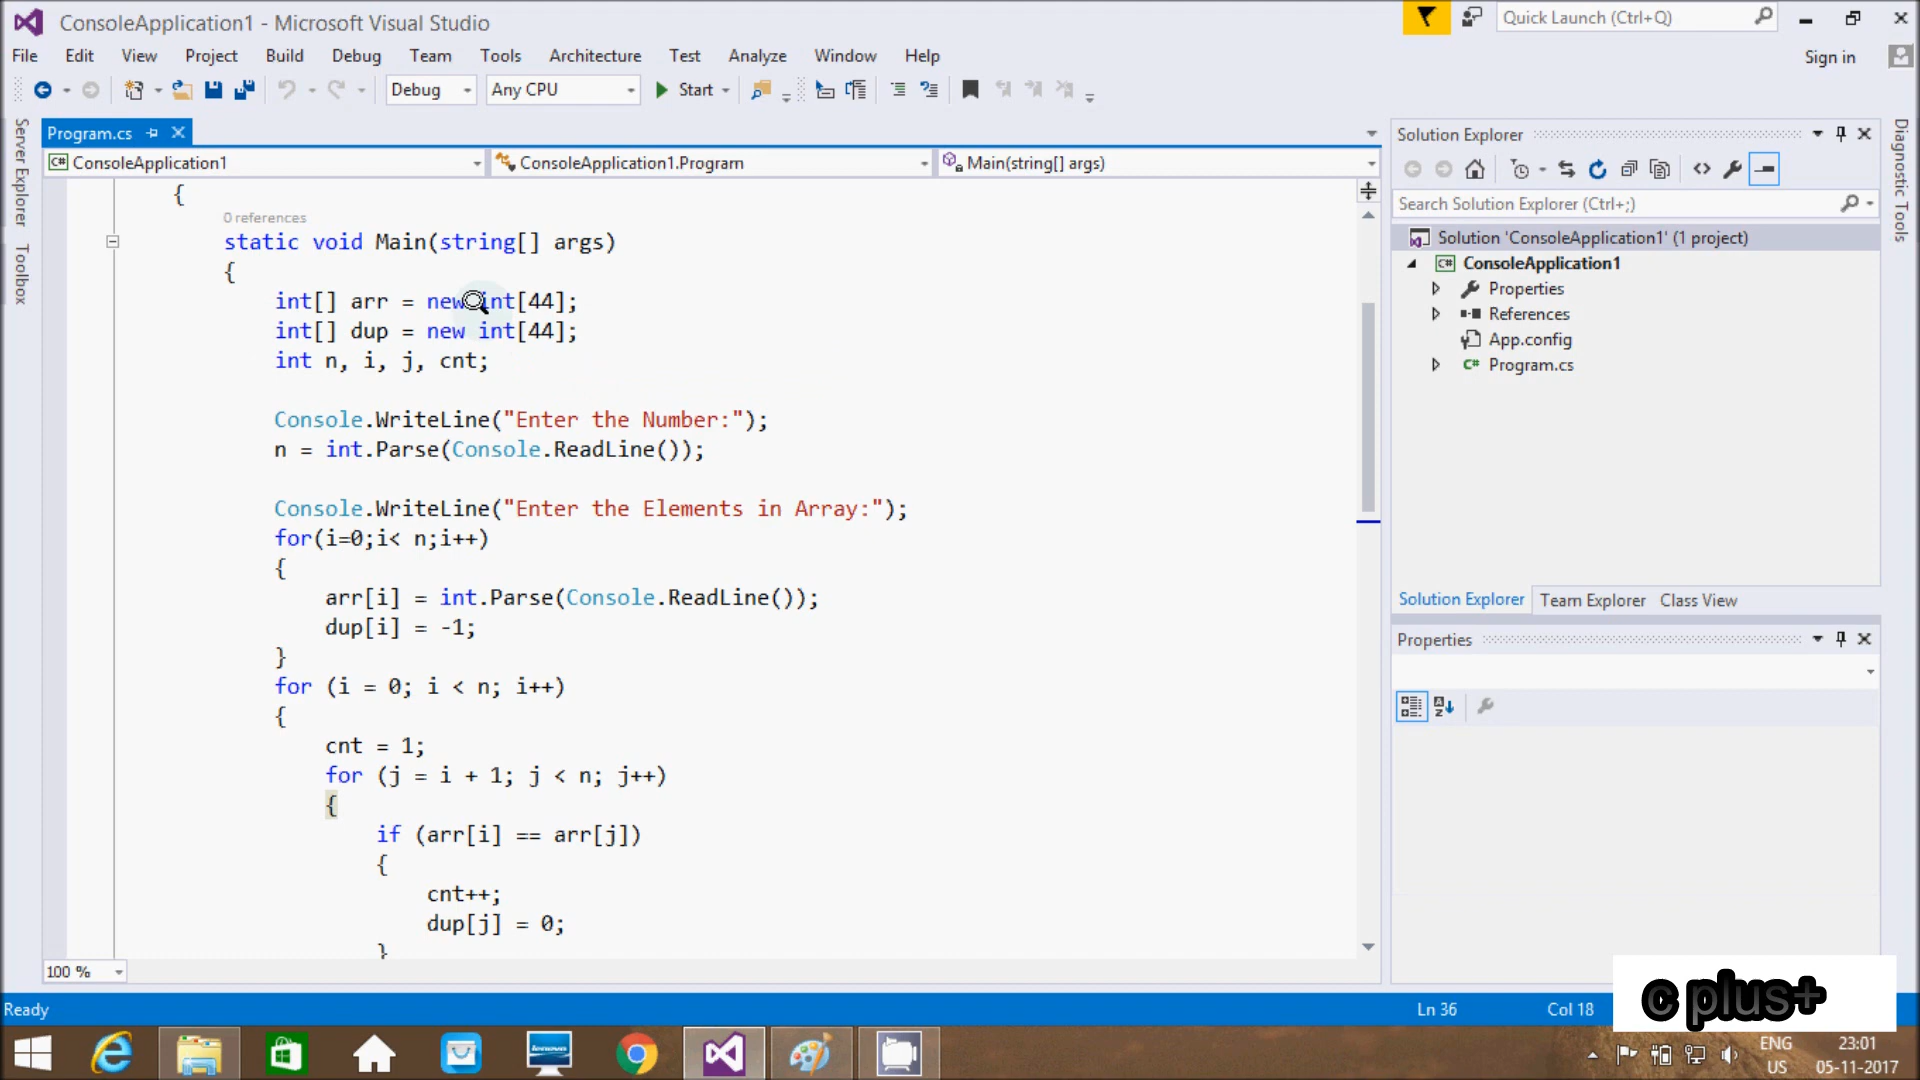 ConsoleApplication1 - Microsoft Visual Studio
Quick Launch (Ctrl+Q)
File Edit View Project Build Debug Team Tools Architecture Test Analyze Window Help
Sign in
Debug Any CPU Start
Server Explorer
Toolbox
Program.cs
ConsoleApplication1 ConsoleApplication1.Program Main(string[] args)
{
0 references
static void Main(string[] args)
{
int[] arr = new int[44];
int[] dup = new int[44];
int n, i, j, cnt;
Console.WriteLine("Enter the Number:");
n = int.Parse(Console.ReadLine());
Console.WriteLine("Enter the Elements in Array:");
for(i=0;i< n;i++)
{
arr[i] = int.Parse(Console.ReadLine());
dup[i] = -1;
}
for (i = 0; i < n; i++)
{
cnt = 1;
for (j = i + 1; j < n; j++)
{
if (arr[i] == arr[j])
{
cnt++;
dup[j] = 0;
}
100 %
Solution Explorer
Search Solution Explorer (Ctrl+;)
Solution 'ConsoleApplication1' (1 project)
C# ConsoleApplication1
Properties
References
App.config
C# Program.cs
Solution Explorer Team Explorer Class View
Properties
Diagnostic Tools
Ready
Ln 36 Col 18
c plus+
ENG
US
23:01
05-11-2017